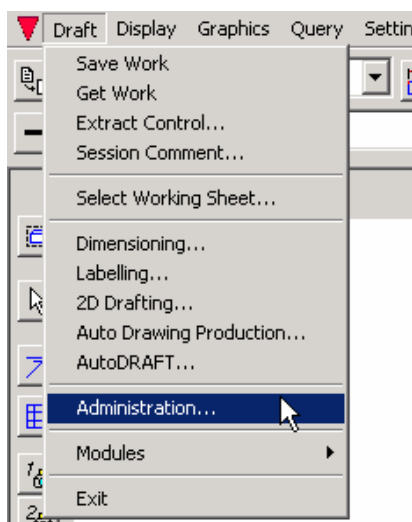 Draft Display Graphics Query Settin
Save Work
Get Work
Extract Control...
Session Comment...
Select Working Sheet...
Dimensioning...
Labelling...
2D Drafting...
Auto Drawing Production...
AutoDRAFT...
Administration...
Modules
Exit